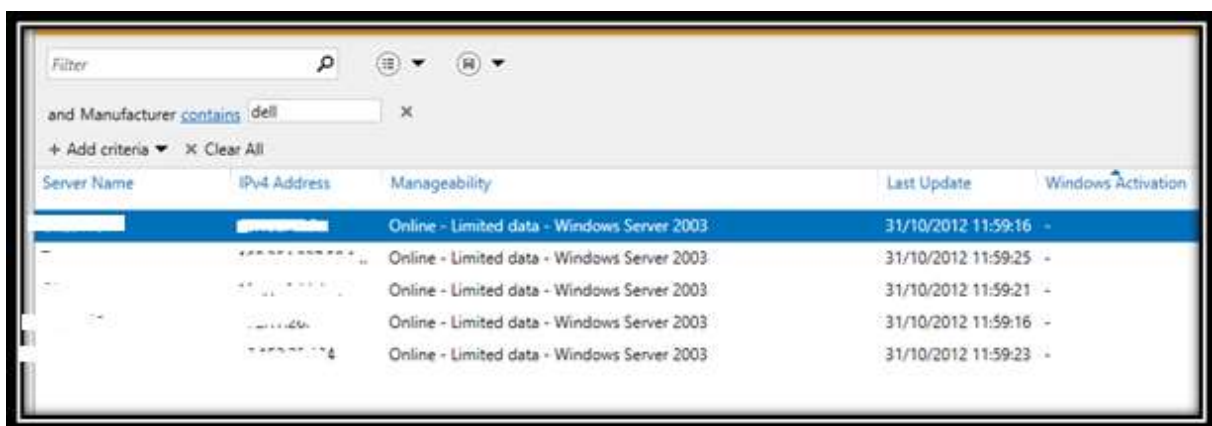 Filter
and Manufacturer contains dell ×
+ Add criteria ▼ × Clear All
Server Name IPv4 Address Manageability Last Update Windows Activation
Online - Limited data - Windows Server 2003 31/10/2012 11:59:16 -
Online - Limited data - Windows Server 2003 31/10/2012 11:59:25 -
Online - Limited data - Windows Server 2003 31/10/2012 11:59:21 -
Online - Limited data - Windows Server 2003 31/10/2012 11:59:16 -
Online - Limited data - Windows Server 2003 31/10/2012 11:59:23 -